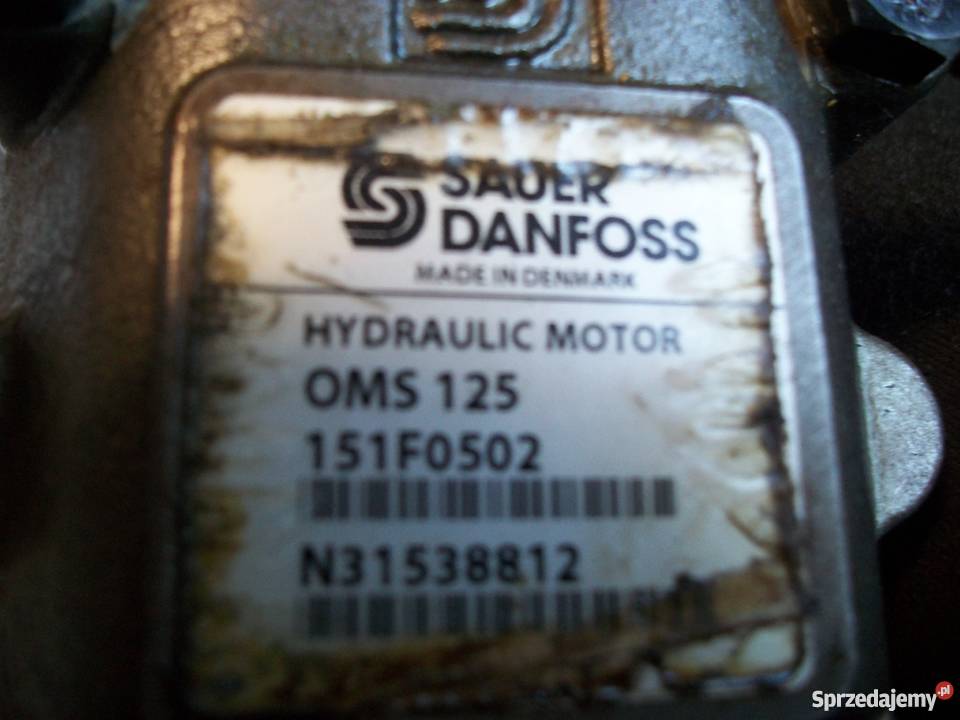 SAUER
DANFOSS
MADE IN DENMARK
HYDRAULIC MOTOR
OMS 125
151F0502
N31538812
Sprzedajemy.pl